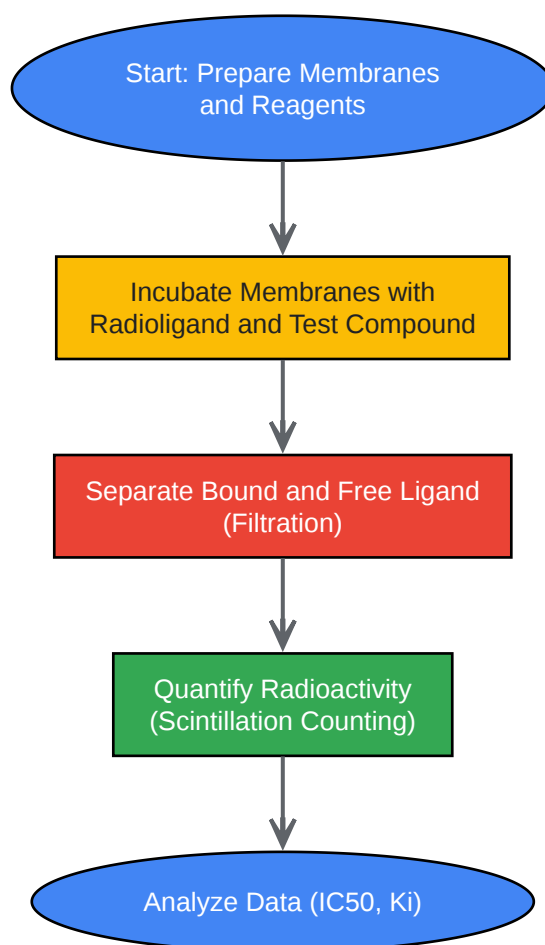 Start: Prepare Membranes
and Reagents
Incubate Membranes with
Radioligand and Test Compound
Separate Bound and Free Ligand
(Filtration)
Quantify Radioactivity
(Scintillation Counting)
Analyze Data (IC50, Ki)